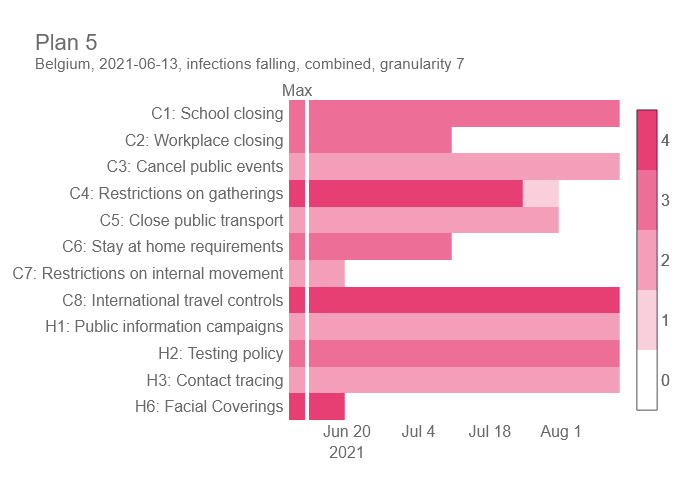 Plan 5
Belgium, 2021-06-13, infections falling, combined, granularity 7
Max
C1: School closing
C2: Workplace closing
C3: Cancel public events
C4: Restrictions on gatherings
C5: Close public transport
C6: Stay at home requirements
C7: Restrictions on internal movement
C8: International travel controls
H1: Public information campaigns
H2: Testing policy
H3: Contact tracing
H6: Facial Coverings
4
3
2
1
0
Jun 20 Jul 4 Jul 18 Aug 1
2021